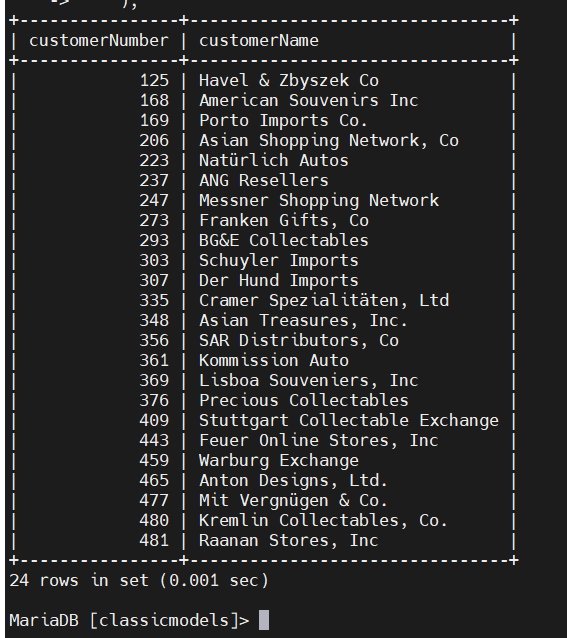 ->     );
+----------------+--------------------------------+
| customerNumber | customerName                   |
+----------------+--------------------------------+
|            125 | Havel & Zbyszek Co             |
|            168 | American Souvenirs Inc         |
|            169 | Porto Imports Co.              |
|            206 | Asian Shopping Network, Co     |
|            223 | Natürlich Autos                |
|            237 | ANG Resellers                  |
|            247 | Messner Shopping Network       |
|            273 | Franken Gifts, Co              |
|            293 | BG&E Collectables              |
|            303 | Schuyler Imports               |
|            307 | Der Hund Imports               |
|            335 | Cramer Spezialitäten, Ltd      |
|            348 | Asian Treasures, Inc.          |
|            356 | SAR Distributors, Co           |
|            361 | Kommission Auto                |
|            369 | Lisboa Souveniers, Inc         |
|            376 | Precious Collectables          |
|            409 | Stuttgart Collectable Exchange |
|            443 | Feuer Online Stores, Inc       |
|            459 | Warburg Exchange               |
|            465 | Anton Designs, Ltd.            |
|            477 | Mit Vergnügen & Co.            |
|            480 | Kremlin Collectables, Co.      |
|            481 | Raanan Stores, Inc             |
+----------------+--------------------------------+
24 rows in set (0.001 sec)
MariaDB [classicmodels]>